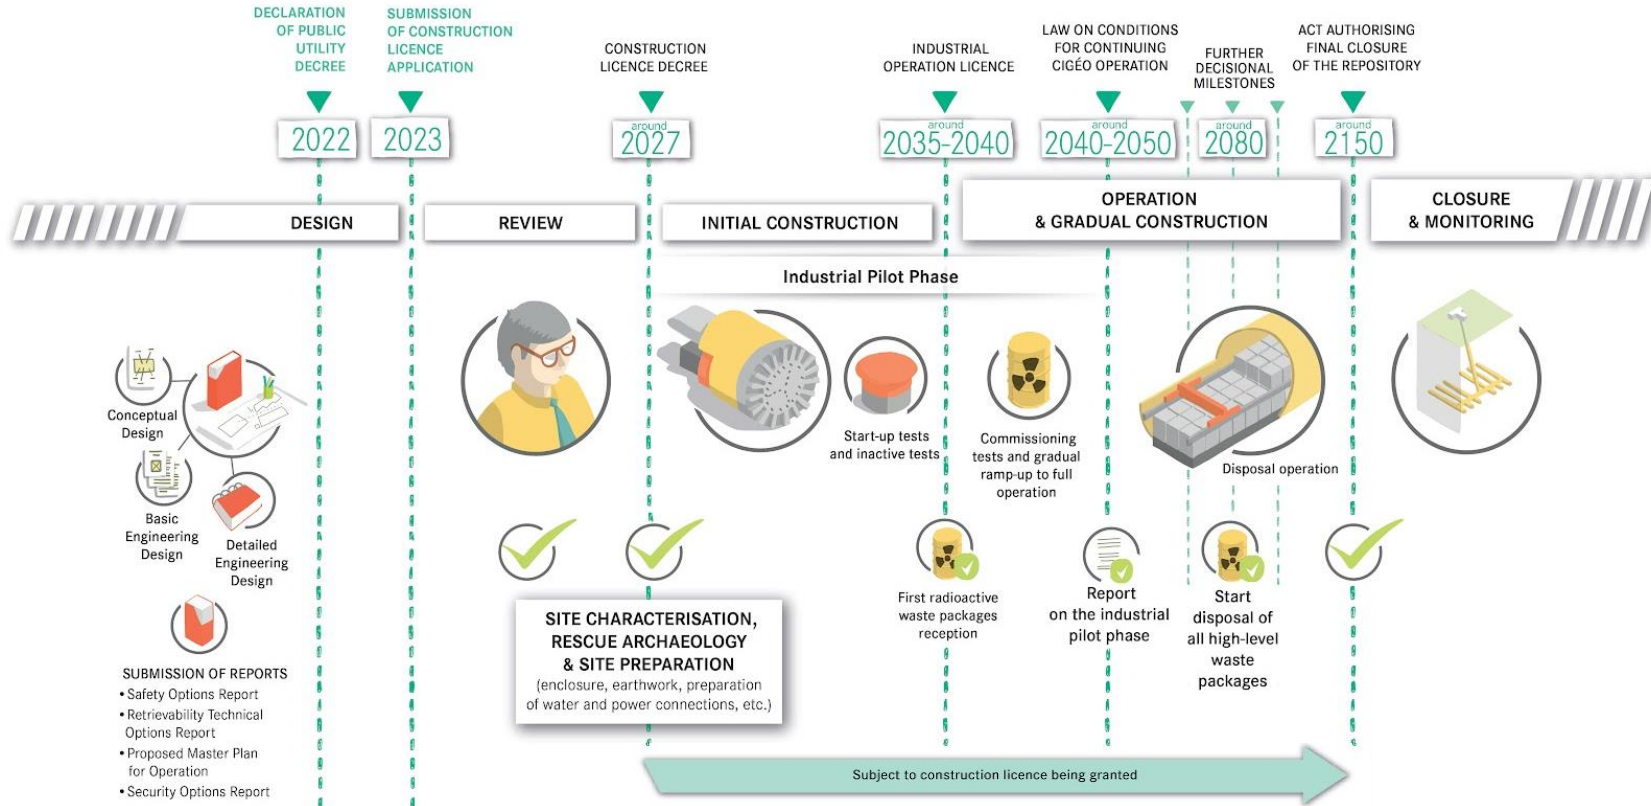 DECLARATION
OF PUBLIC
UTILITY
DECREE
SUBMISSION
OF CONSTRUCTION
LICENCE
APPLICATION
CONSTRUCTION
LICENCE DECREE
INDUSTRIAL
OPERATION LICENCE
LAW ON CONDITIONS
FOR CONTINUING
CIGÉO OPERATION
FURTHER
DECISIONAL
MILESTONES
ACT AUTHORISING
FINAL CLOSURE
OF THE REPOSITORY
2022
2023
around
2027
around
2035-2040
around
2040-2050
around
2080
around
2150
DESIGN
REVIEW
INITIAL CONSTRUCTION
OPERATION
& GRADUAL CONSTRUCTION
CLOSURE
& MONITORING
Industrial Pilot Phase
Conceptual
Design
Basic
Engineering
Design
Detailed
Engineering
Design
Start-up tests
and inactive tests
Commissioning
tests and gradual
ramp-up to full
operation
Disposal operation
SUBMISSION OF REPORTS
• Safety Options Report
• Retrievability Technical
Options Report
• Proposed Master Plan
for Operation
• Security Options Report
SITE CHARACTERISATION,
RESCUE ARCHAEOLOGY
& SITE PREPARATION
(enclosure, earthwork, preparation
of water and power connections, etc.)
First radioactive
waste packages
reception
Report
on the industrial
pilot phase
Start
disposal of
all high-level
waste
packages
Subject to construction licence being granted